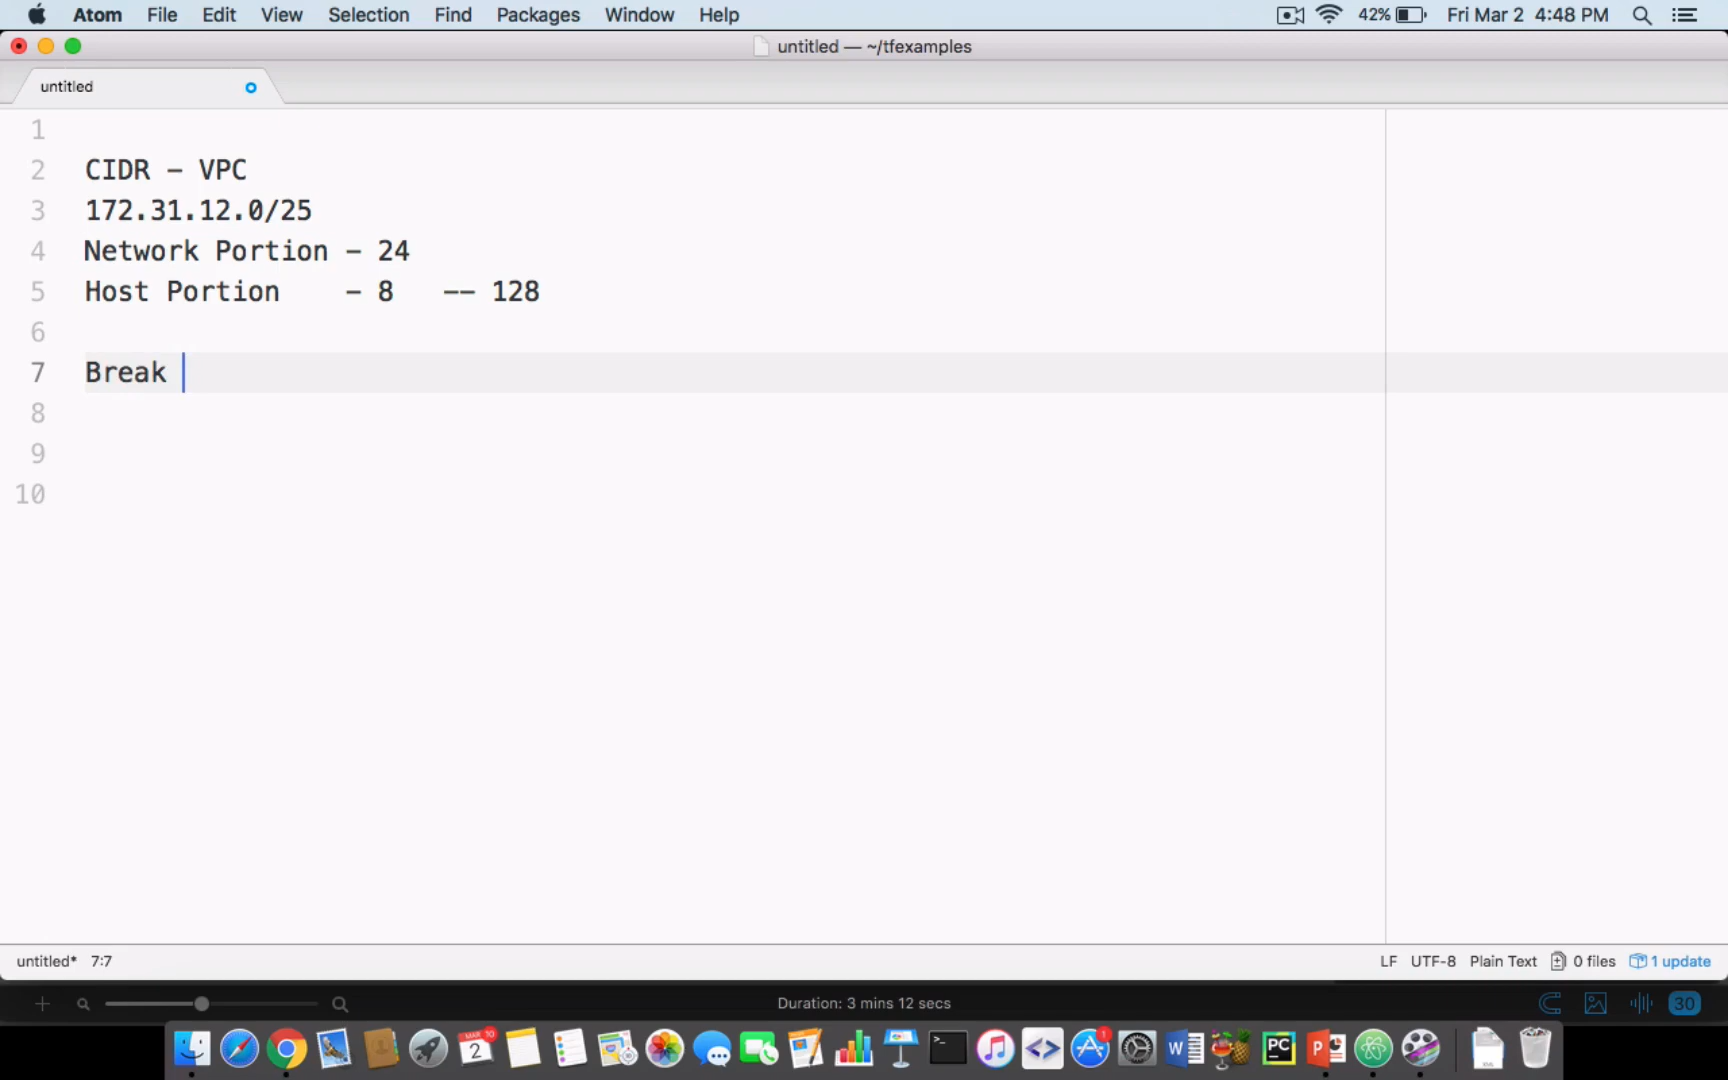 Atom File Edit View Selection Find Packages Window Help 42% Fri Mar 2 4:48 PM
untitled — ~/tfexamples
untitled
1
2 CIDR - VPC
3 172.31.12.0/25
4 Network Portion - 24
5 Host Portion - 8 -- 128
6
7 Break
8
9
10
untitled* 7:7 LF UTF-8 Plain Text 0 files 1 update
Duration: 3 mins 12 secs 30